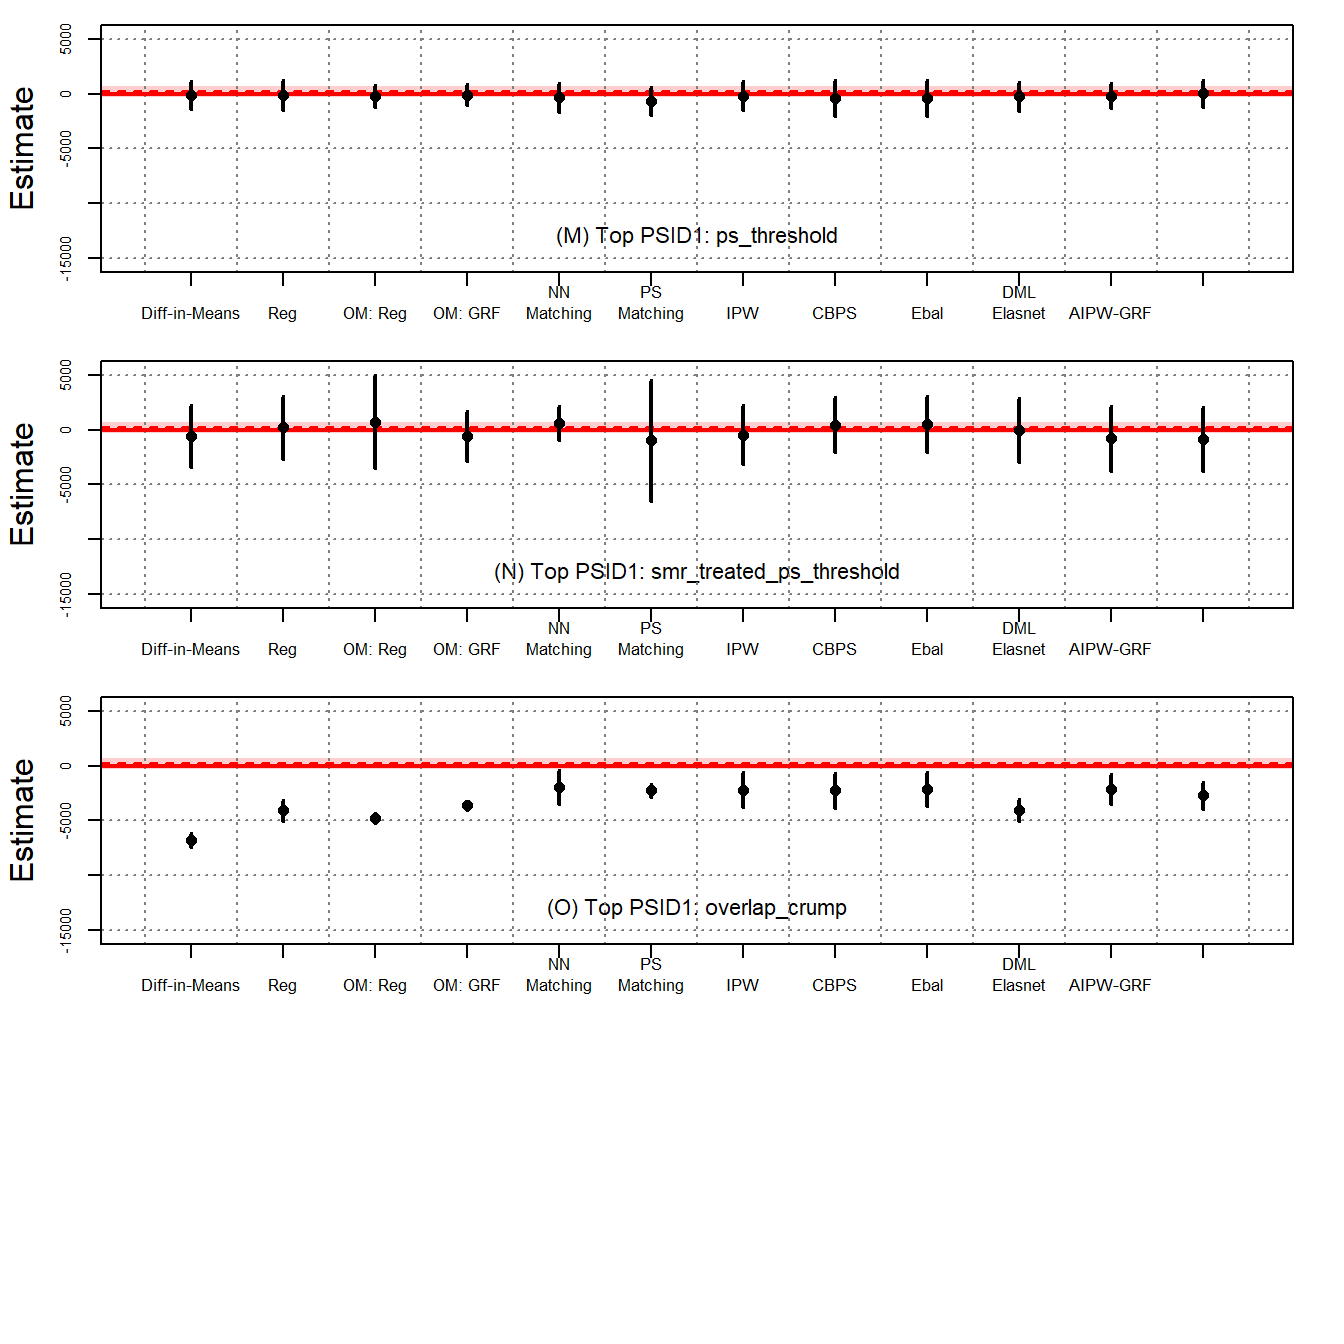 5000
0
-5000
-15000
Estimate
(M) Top PSID1: ps_threshold
NN PS DML
Diff-in-Means Reg OM: Reg OM: GRF Matching Matching IPW CBPS Ebal Elasnet AIPW-GRF
5000
0
-5000
-15000
Estimate
(N) Top PSID1: smr_treated_ps_threshold
NN PS DML
Diff-in-Means Reg OM: Reg OM: GRF Matching Matching IPW CBPS Ebal Elasnet AIPW-GRF
5000
0
-5000
-15000
Estimate
(O) Top PSID1: overlap_crump
NN PS DML
Diff-in-Means Reg OM: Reg OM: GRF Matching Matching IPW CBPS Ebal Elasnet AIPW-GRF